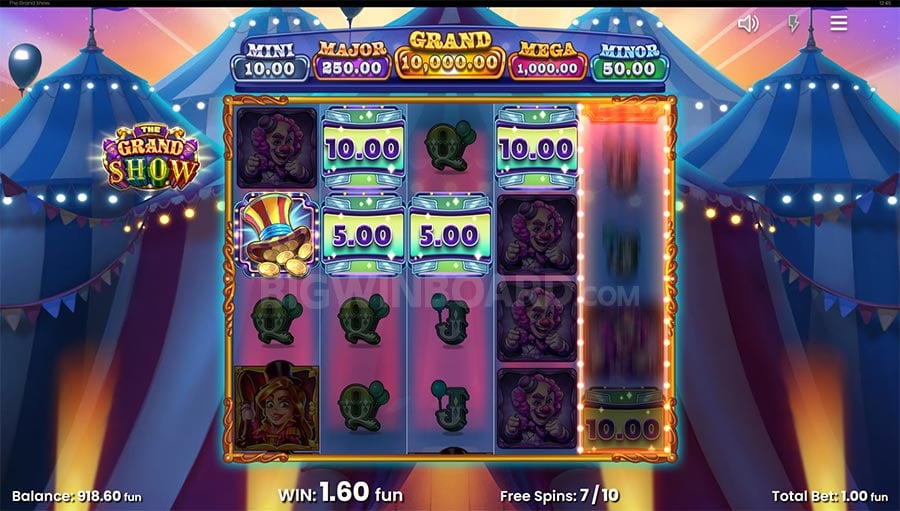 The Grand Show
12:45
GRAND
MINI
MAJOR
MEGA
MINOR
10.00
250.00
10,000.00
1,000.00
50.00
THE
GRAND
SHOW
10.00
Q
10.00
5.00
5.00
BIGWINBOARD.COM
Q
Q
J
Q
J
10.00
Balance: 918.60 fun
WIN: 1.60 fun
Free Spins: 7 / 10
Total Bet: 1.00 fun